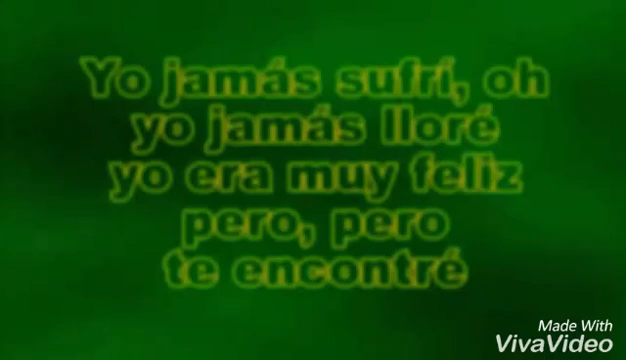 Yo jamás sufrí, oh
yo jamás lloré
yo era muy feliz
pero, pero
te encontré
Made With
VivaVideo